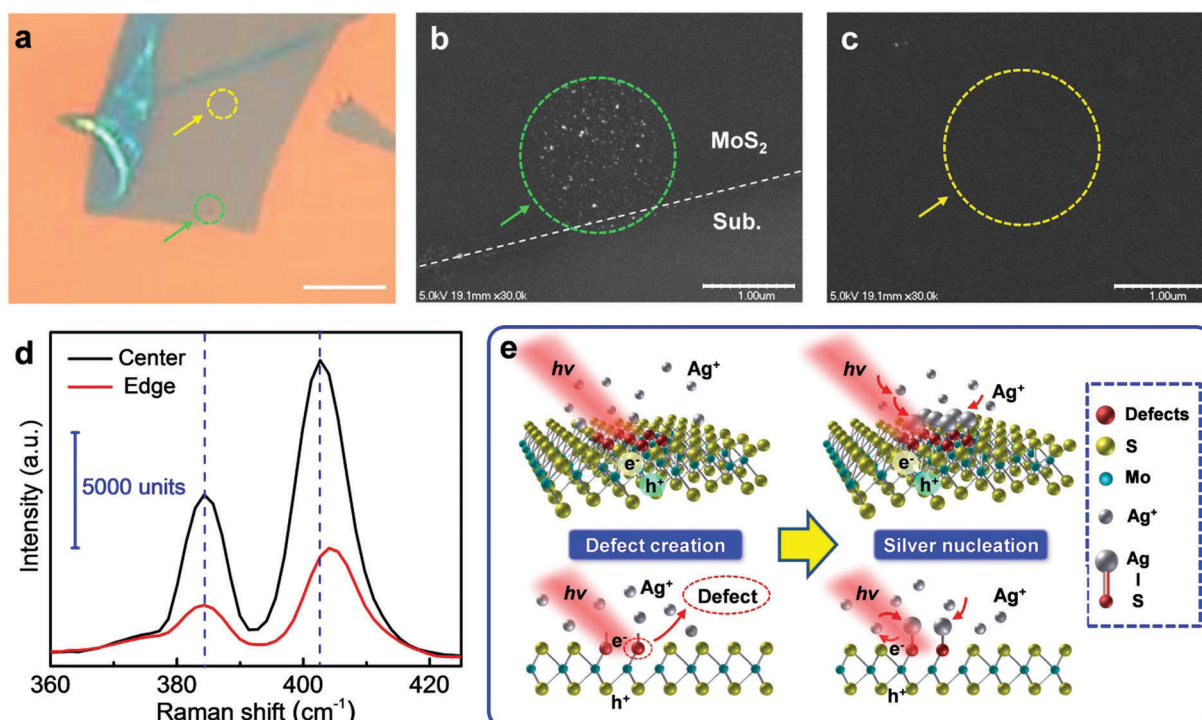 a
b
MoS₂
Sub.
5.0kV 19.1mm x30.0k
1.00um
c
5.0kV 19.1mm x30.0k
1.00um
d
Center
Edge
5000 units
Intensity (a.u.)
360
380
400
420
Raman shift (cm⁻¹)
e
hv
Ag⁺
e⁻
h⁺
hv
Ag⁺
e⁻
h⁺
Defect creation
Silver nucleation
hv
Ag⁺
Defect
e⁻
h⁺
hv
Ag⁺
e⁻
h⁺
Defects
S
Mo
Ag⁺
Ag
I
S